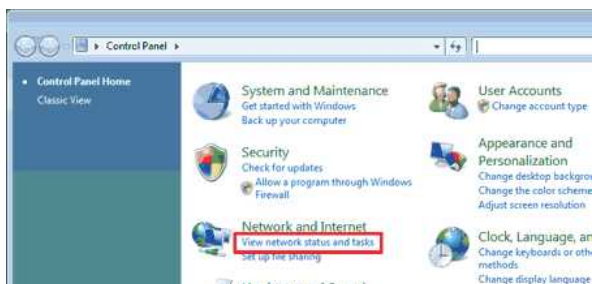 Control Panel
Control Panel Home
Classic View
System and Maintenance
Get started with Windows
Back up your computer
Security
Check for updates
Allow a program through Windows
Firewall
Network and Internet
View network status and tasks
Set up file sharing
User Accounts
Change account type
Appearance and
Personalization
Change desktop backgrou
Change the color scheme
Adjust screen resolution
Clock, Language, an
Change keyboards or othe
methods
Change display language